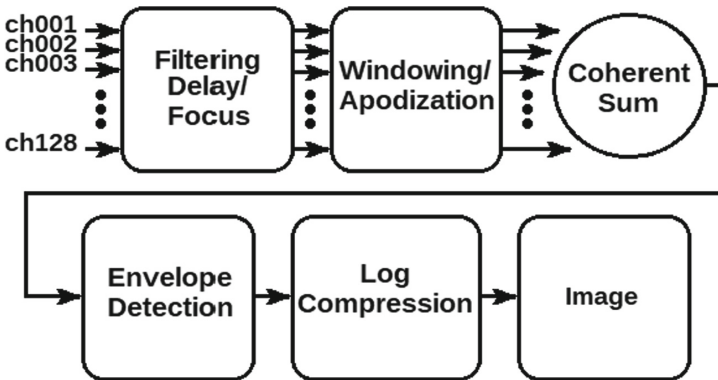 ch001
ch002
ch003
ch128
Filtering
Delay/
Focus
Windowing/
Apodization
Coherent
Sum
Envelope
Detection
Log
Compression
Image